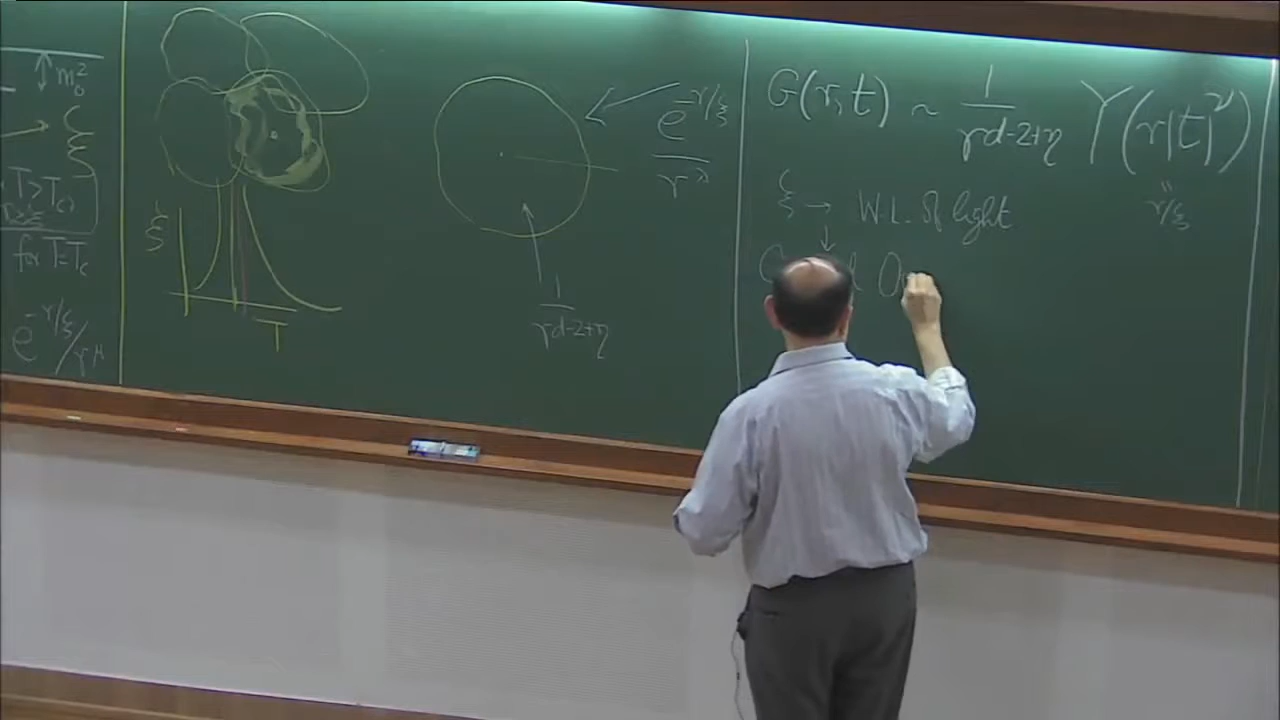 m₀²
ξ
T>T_c,
for T=T_c
e^{-r/ξ}/r^μ
ξ
T
e^{-r/ξ}
1/r^{d-2+η}
G(r,t) ~ 1/r^{d-2+η} Y(r|t|^ν)
" r/ξ
ξ → W.L. of light
↓